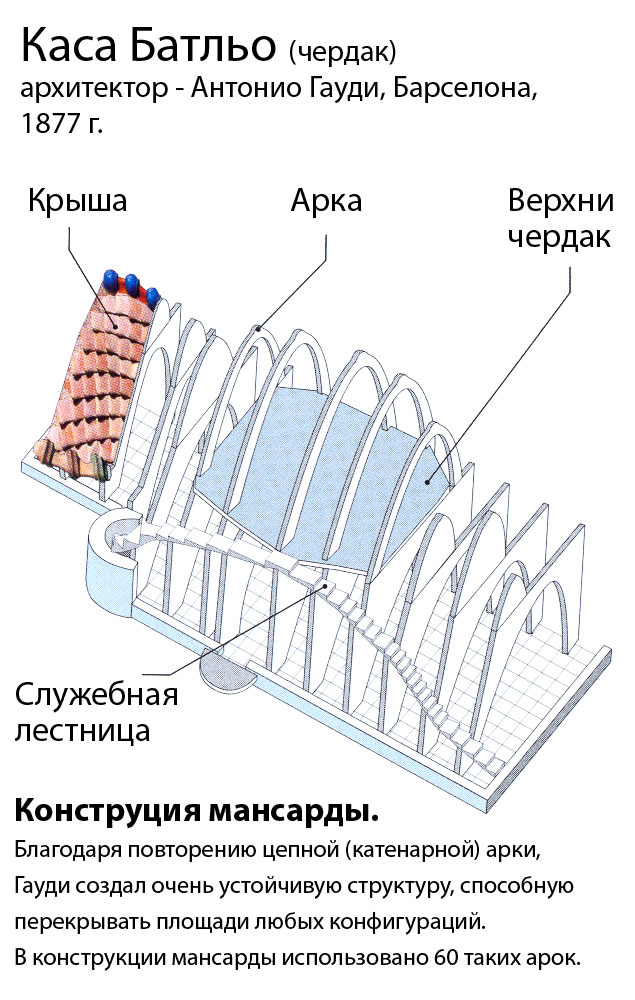 Каса Батльо (чердак)
архитектор - Антонио Гауди, Барселона,
1877 г.
Крыша
Арка
Верхни
чердак
Служебная
лестница
Конструция мансарды.
Благодаря повторению цепной (катенарной) арки,
Гауди создал очень устойчивую структуру, способную
перекрывать площади любых конфигураций.
В конструкции мансарды использовано 60 таких арок.